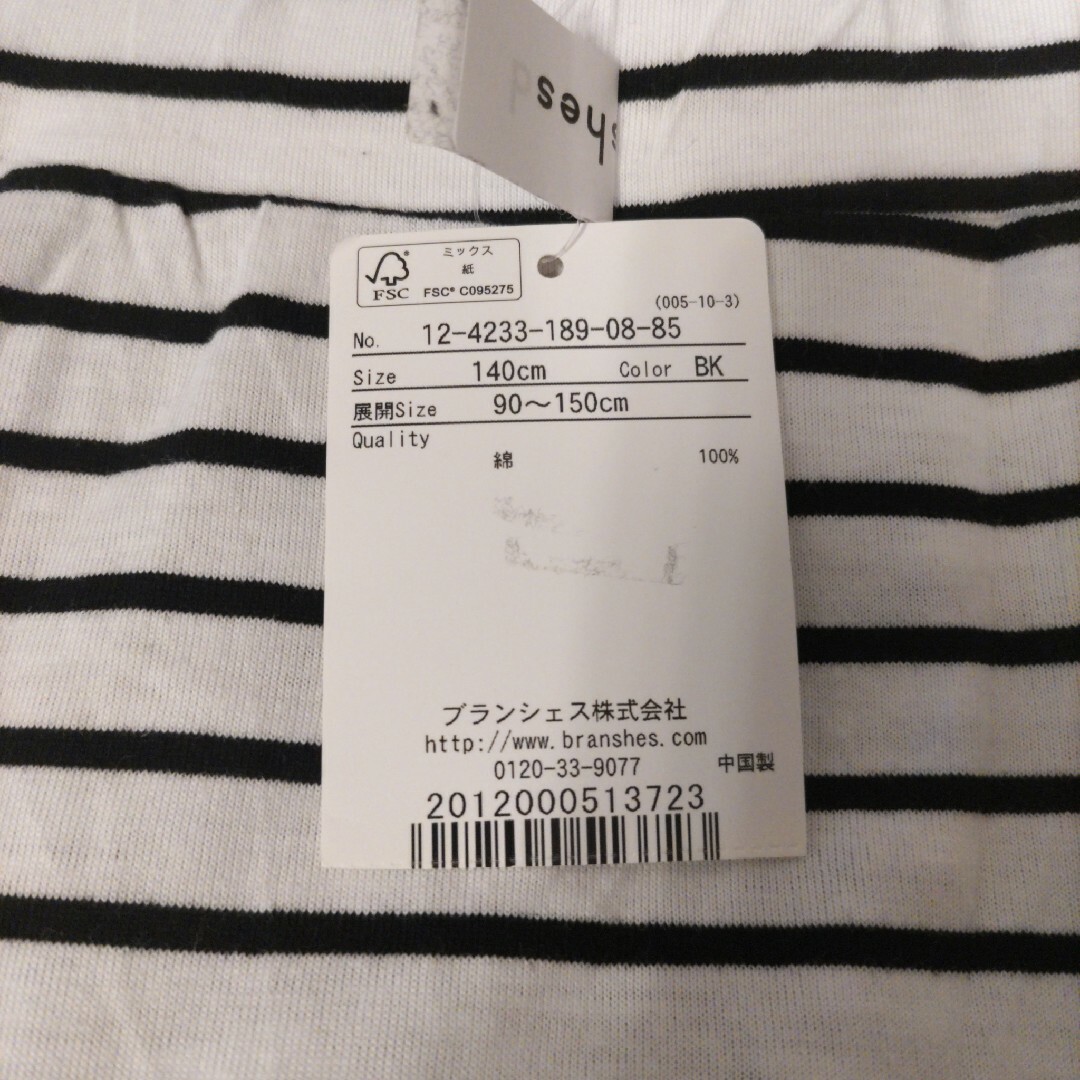 shes
ミックス
紙
FSC
FSC® C095275
(005-10-3)
No. 12-4233-189-08-85
Size 140cm Color BK
展開Size 90～150cm
Quality
綿 100%
ブランシェス株式会社
http://www.branshes.com
0120-33-9077 中国製
2012000513723